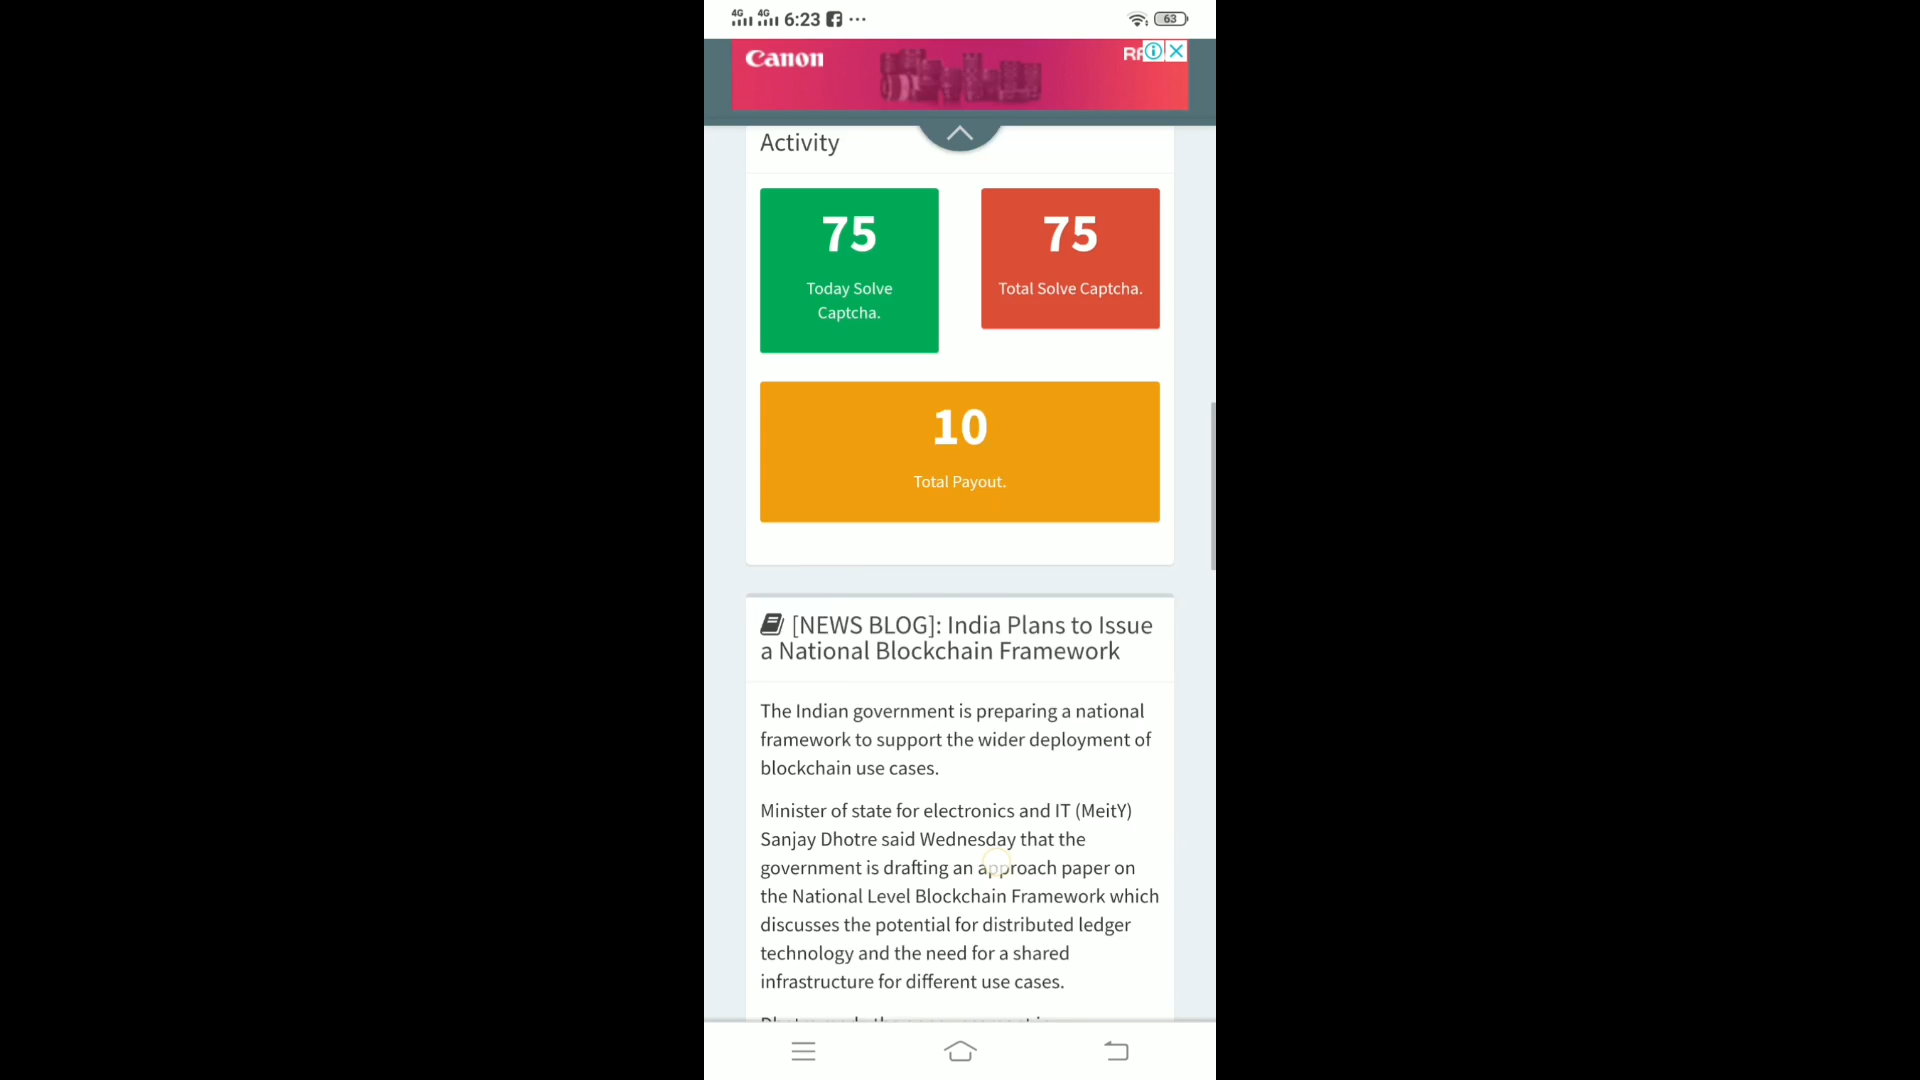 4G 4G 6:23 63
Canon
Activity
75
Today Solve
Captcha.
75
Total Solve Captcha.
10
Total Payout.
[NEWS BLOG]: India Plans to Issue
a National Blockchain Framework
The Indian government is preparing a national
framework to support the wider deployment of
blockchain use cases.
Minister of state for electronics and IT (MeitY)
Sanjay Dhotre said Wednesday that the
government is drafting an approach paper on
the National Level Blockchain Framework which
discusses the potential for distributed ledger
technology and the need for a shared
infrastructure for different use cases.